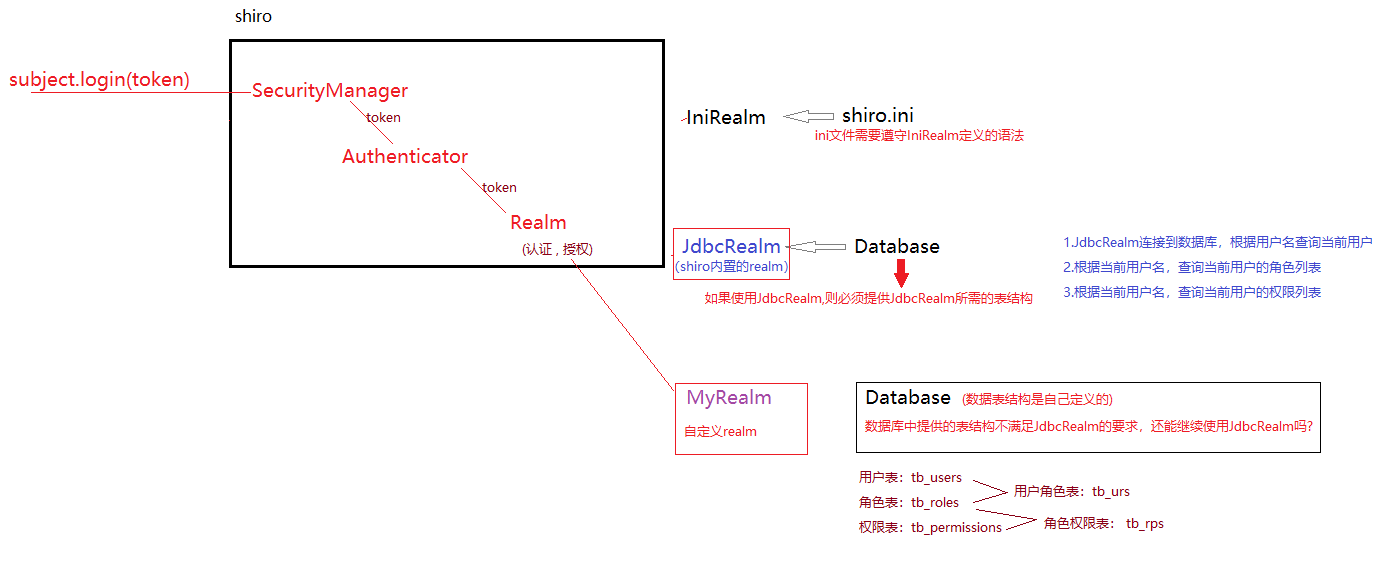 shiro
subject.login(token)
SecurityManager
token
Authenticator
token
Realm
(认证 , 授权)
IniRealm
shiro.ini
ini文件需要遵守IniRealm定义的语法
JdbcRealm
(shiro内置的realm)
Database
如果使用JdbcRealm,则必须提供JdbcRealm所需的表结构
1.JdbcRealm连接到数据库，根据用户名查询当前用户
2.根据当前用户名，查询当前用户的角色列表
3.根据当前用户名，查询当前用户的权限列表
MyRealm
自定义realm
Database (数据表结构是自己定义的)
数据库中提供的表结构不满足JdbcRealm的要求，还能继续使用JdbcRealm吗?
用户表：tb_users
角色表：tb_roles
权限表：tb_permissions
用户角色表：tb_urs
角色权限表： tb_rps